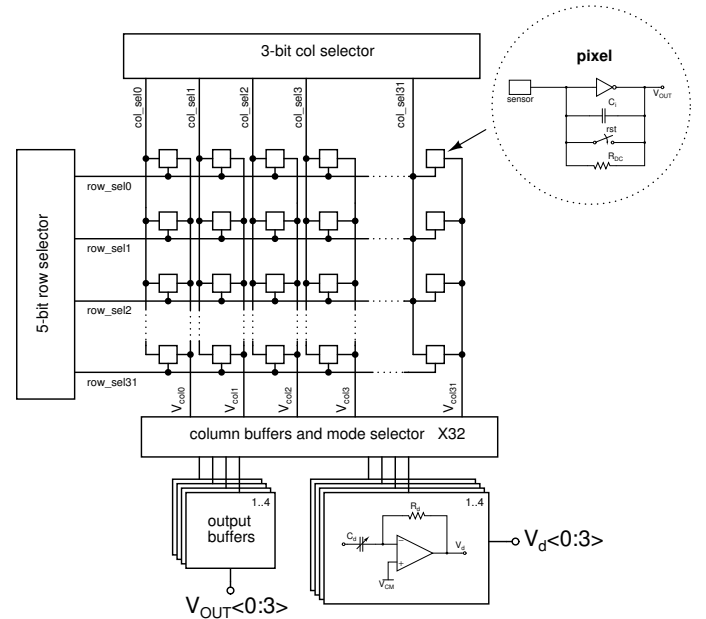 3-bit col selector
pixel
sensor
C_i
V_OUT
rst
R_DC
col_sel0
col_sel1
col_sel2
col_sel3
col_sel31
5-bit row selector
row_sel0
row_sel1
row_sel2
row_sel31
V_col0
V_col1
V_col2
V_col3
V_col31
column buffers and mode selector X32
1..4
output
buffers
V_OUT<0:3>
1..4
R_d
C_d
−
+
V_d
V_CM
V_d<0:3>